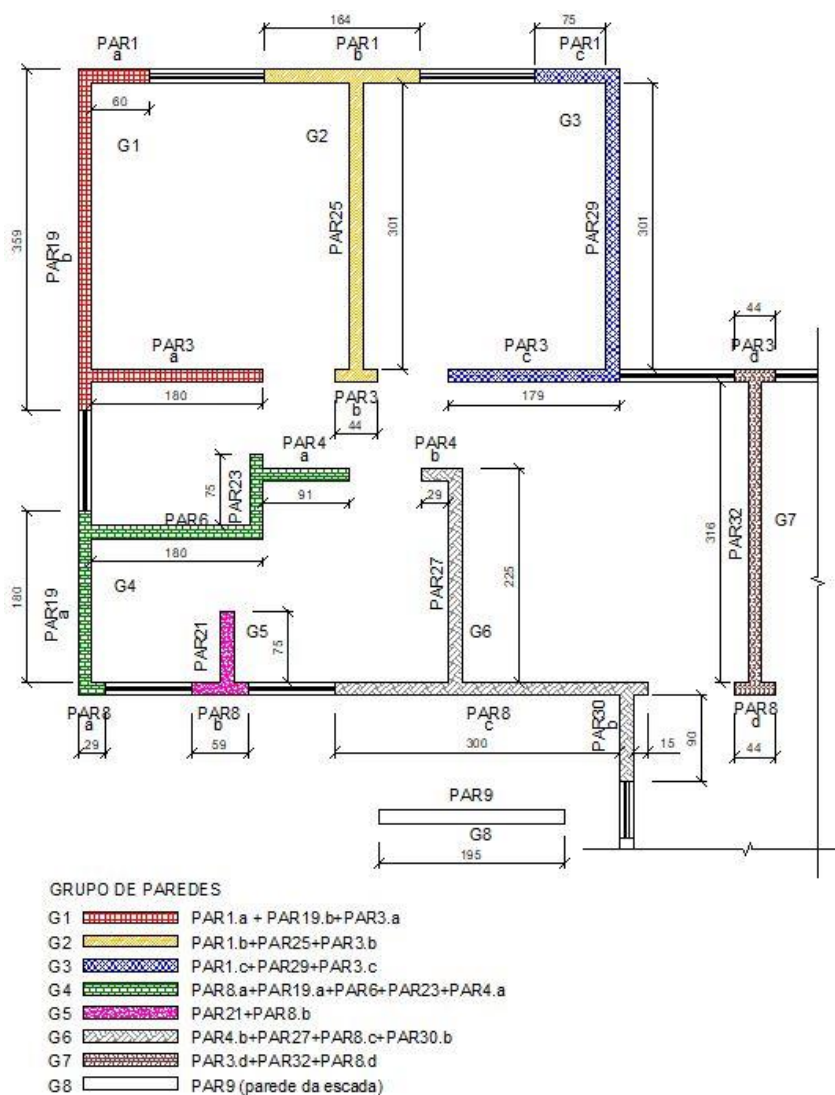 164
75
PAR1
a
PAR1
b
PAR1
c
60
G1
G2
G3
359
PAR19
b
PAR25
301
PAR29
301
44
PAR3
a
PAR3
c
PAR3
d
180
PAR3
b
44
179
PAR4
a
PAR4
b
75
PAR23
91
29
PAR6
180
180
PAR19
a
G4
PAR21
G5
75
PAR27
225
G6
316
PAR32
G7
PAR8
a
PAR8
b
PAR8
c
PAR30
b
PAR8
d
29
59
300
15
90
44
PAR9
G8
195
GRUPO DE PAREDES
G1 PAR1.a + PAR19.b+PAR3.a
G2 PAR1.b+PAR25+PAR3.b
G3 PAR1.c+PAR29+PAR3.c
G4 PAR8.a+PAR19.a+PAR6+PAR23+PAR4.a
G5 PAR21+PAR8.b
G6 PAR4.b+PAR27+PAR8.c+PAR30.b
G7 PAR3.d+PAR32+PAR8.d
G8 PAR9 (parede da escada)